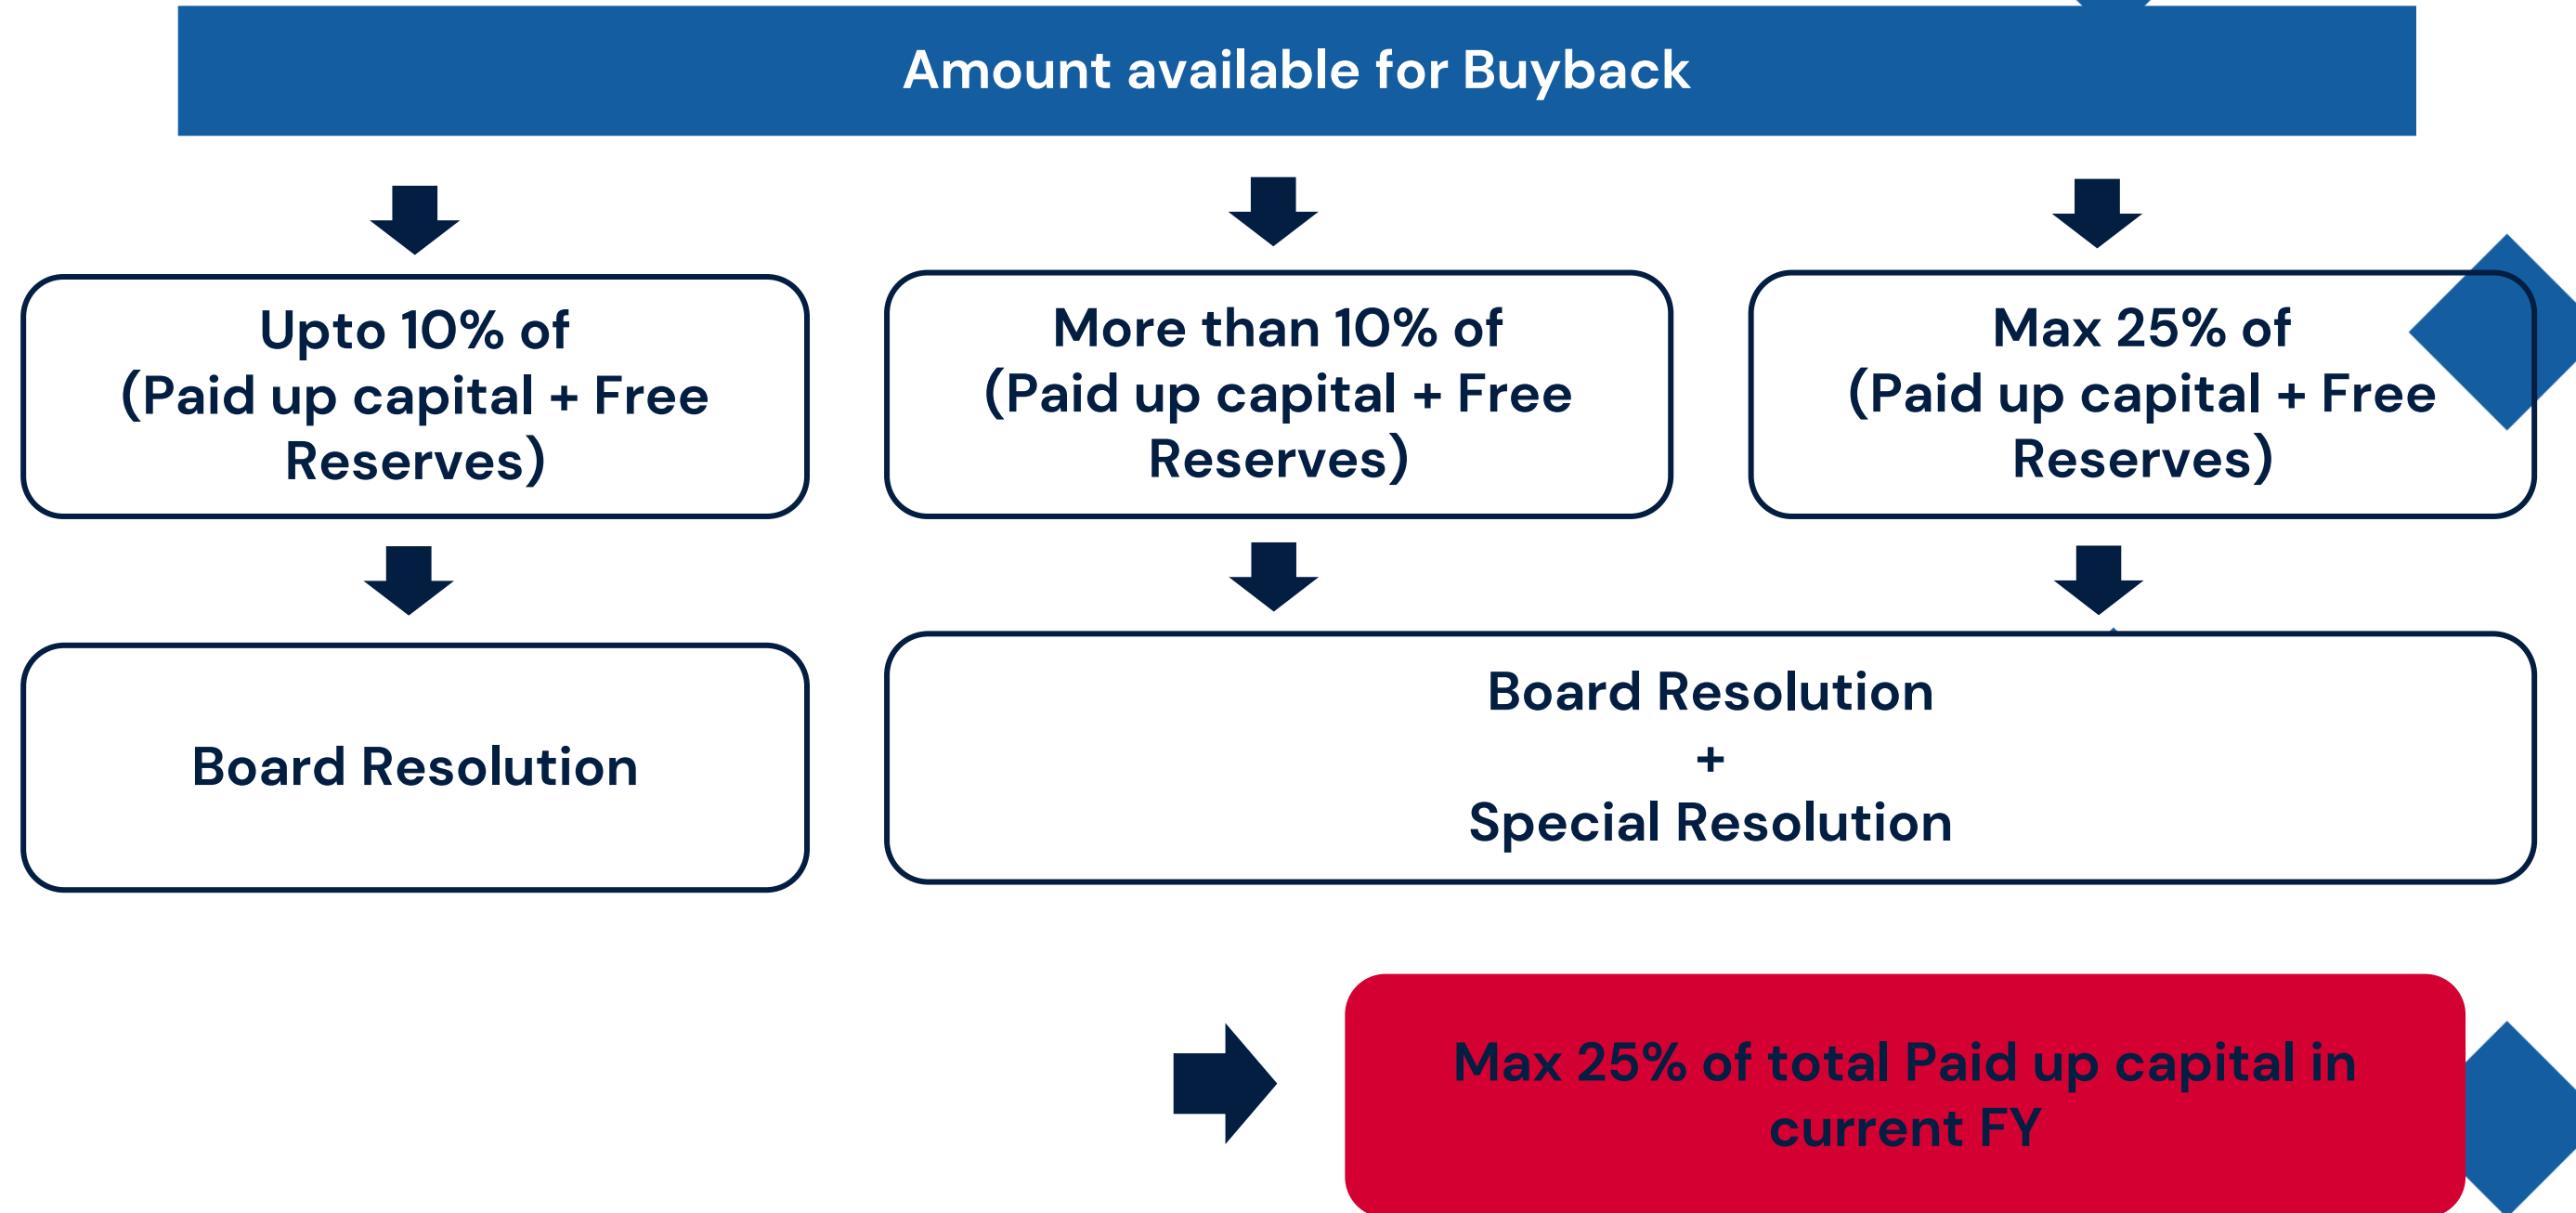 Amount available for Buyback
Upto 10% of
(Paid up capital + Free
Reserves)
More than 10% of
(Paid up capital + Free
Reserves)
Max 25% of
(Paid up capital + Free
Reserves)
Board Resolution
Board Resolution
+
Special Resolution
Max 25% of total Paid up capital in
current FY